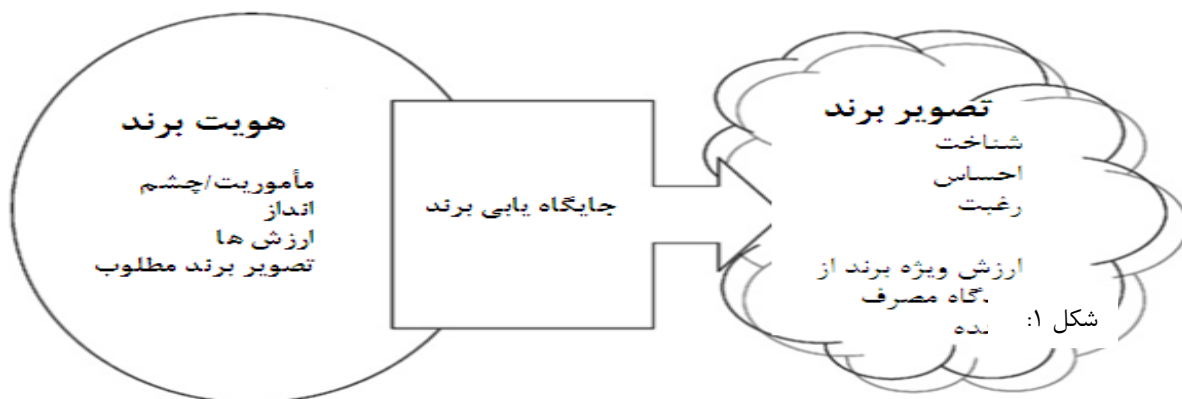 هویت برند
مأموریت/چشم
انداز
ارزش ها
تصویر برند مطلوب
جایگاه یابی برند
تصویر برند
شناخت
احساس
رغبت
ارزش ویژه برند از
مصرف
شکل ۱: